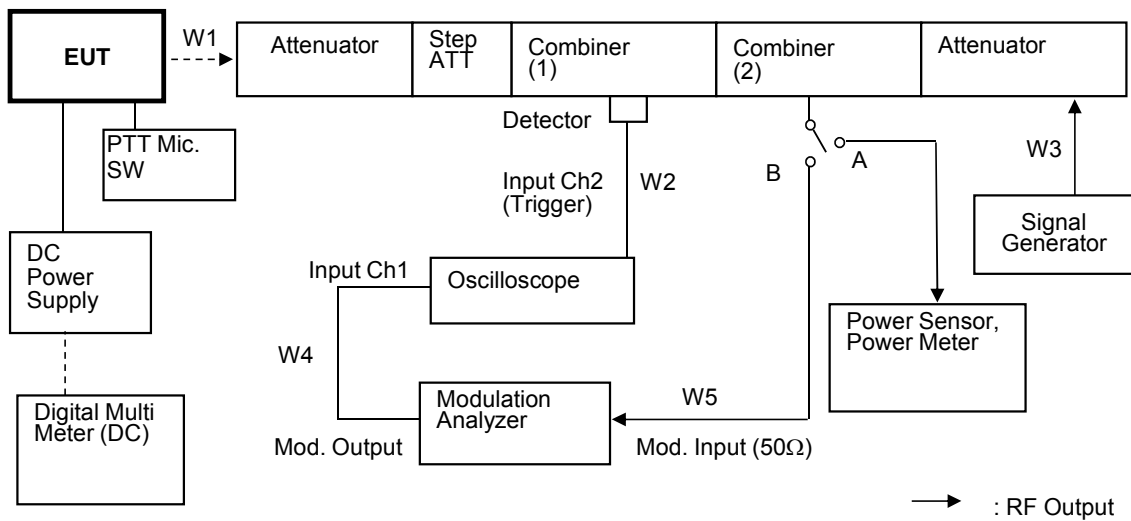 EUT
W1
Attenuator
Step
ATT
Combiner
(1)
Combiner
(2)
Attenuator
PTT Mic.
SW
Detector
Input Ch2
(Trigger)
W2
B
A
W3
Signal
Generator
DC
Power
Supply
Input Ch1
Oscilloscope
Power Sensor,
Power Meter
W4
Modulation
Analyzer
W5
Digital Multi
Meter (DC)
Mod. Output
Mod. Input (50Ω)
: RF Output